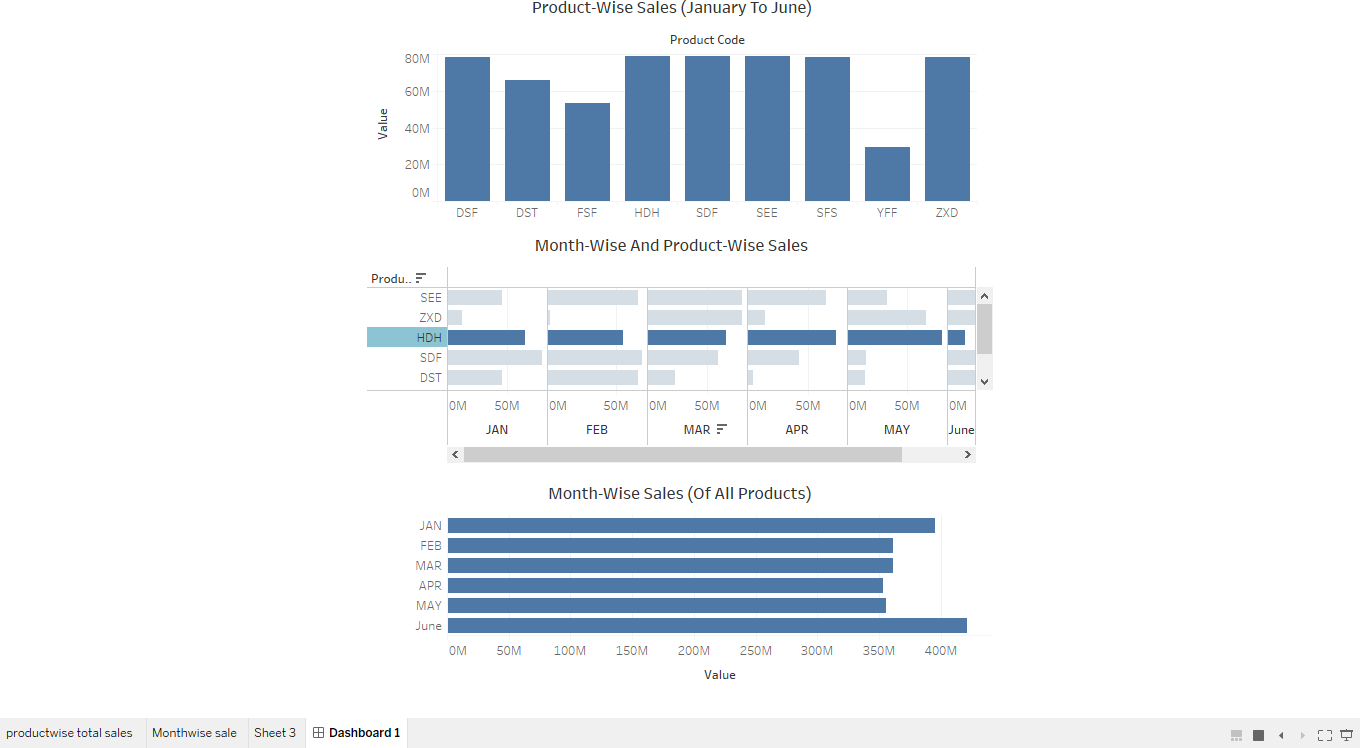 Product-Wise Sales (January To June)
Product Code
80M
60M
40M
20M
0M
Value
DSF DST FSF HDH SDF SEE SFS YFF ZXD
Month-Wise And Product-Wise Sales
Produ..
SEE
ZXD
HDH
SDF
DST
0M 50M 0M 50M 0M 50M 0M 50M 0M 50M 0M
JAN FEB MAR APR MAY June
Month-Wise Sales (Of All Products)
JAN
FEB
MAR
APR
MAY
June
0M 50M 100M 150M 200M 250M 300M 350M 400M
Value
productwise total sales Monthwise sale Sheet 3 Dashboard 1